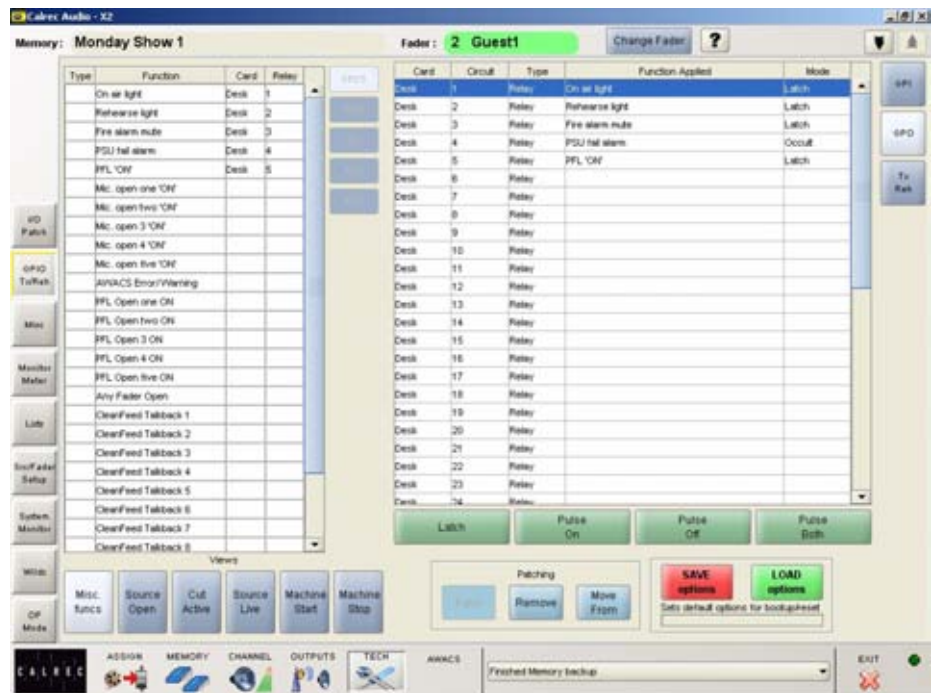 Calrec Audio - X2
Memory: Monday Show 1
Fader: 2 Guest1
Change Fader
?
Type Function Card Relay
On air light Desk 1
Rehearse light Desk 2
Fire alarm mute Desk 3
PSU fail alarm Desk 4
PFL 'ON' Desk 5
Mic. open one 'ON'
Mic. open two 'ON'
Mic. open 3 'ON'
Mic. open 4 'ON'
Mic. open five 'ON'
AWACS Error/Warning
PFL Open one ON
PFL Open two ON
PFL Open 3 ON
PFL Open 4 ON
PFL Open five ON
Any Fader Open
CleanFeed Talkback 1
CleanFeed Talkback 2
CleanFeed Talkback 3
CleanFeed Talkback 4
CleanFeed Talkback 5
CleanFeed Talkback 6
CleanFeed Talkback 7
CleanFeed Talkback 8
Card Circuit Type Function Applied Mode
Desk 1 Relay On air light Latch
Desk 2 Relay Rehearse light Latch
Desk 3 Relay Fire alarm mute Latch
Desk 4 Relay PSU fail alarm Occult
Desk 5 Relay PFL 'ON' Latch
Desk 6 Relay
Desk 7 Relay
Desk 8 Relay
Desk 9 Relay
Desk 10 Relay
Desk 11 Relay
Desk 12 Relay
Desk 13 Relay
Desk 14 Relay
Desk 15 Relay
Desk 16 Relay
Desk 17 Relay
Desk 18 Relay
Desk 19 Relay
Desk 20 Relay
Desk 21 Relay
Desk 22 Relay
Desk 23 Relay
Desk 24 Relay
GPI
GPO
Tx
Reh
I/O
Patch
GPIO
Tx/Reh
Misc
Monitor
Meter
Lists
Setup
System
Monitor
OP
Mode
Latch
Pulse
On
Pulse
Off
Pulse
Both
Views
Misc.
funcs
Source
Open
Cut
Active
Source
Live
Machine
Start
Machine
Stop
Patching
Remove
Move
From
SAVE
options
LOAD
options
Sets default options for bootup/reset
CALREC
ASSIGN
MEMORY
CHANNEL
OUTPUTS
TECH
AWACS
Finished Memory backup
EXIT